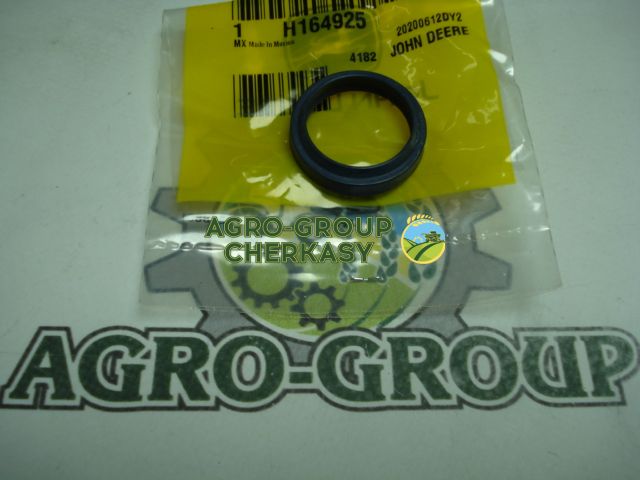 1 H164925 20200612DY2
MX Made In Mexico 4182 JOHN DEERE
AGRO-GROUP
CHERKASY
AGRO-GROUP